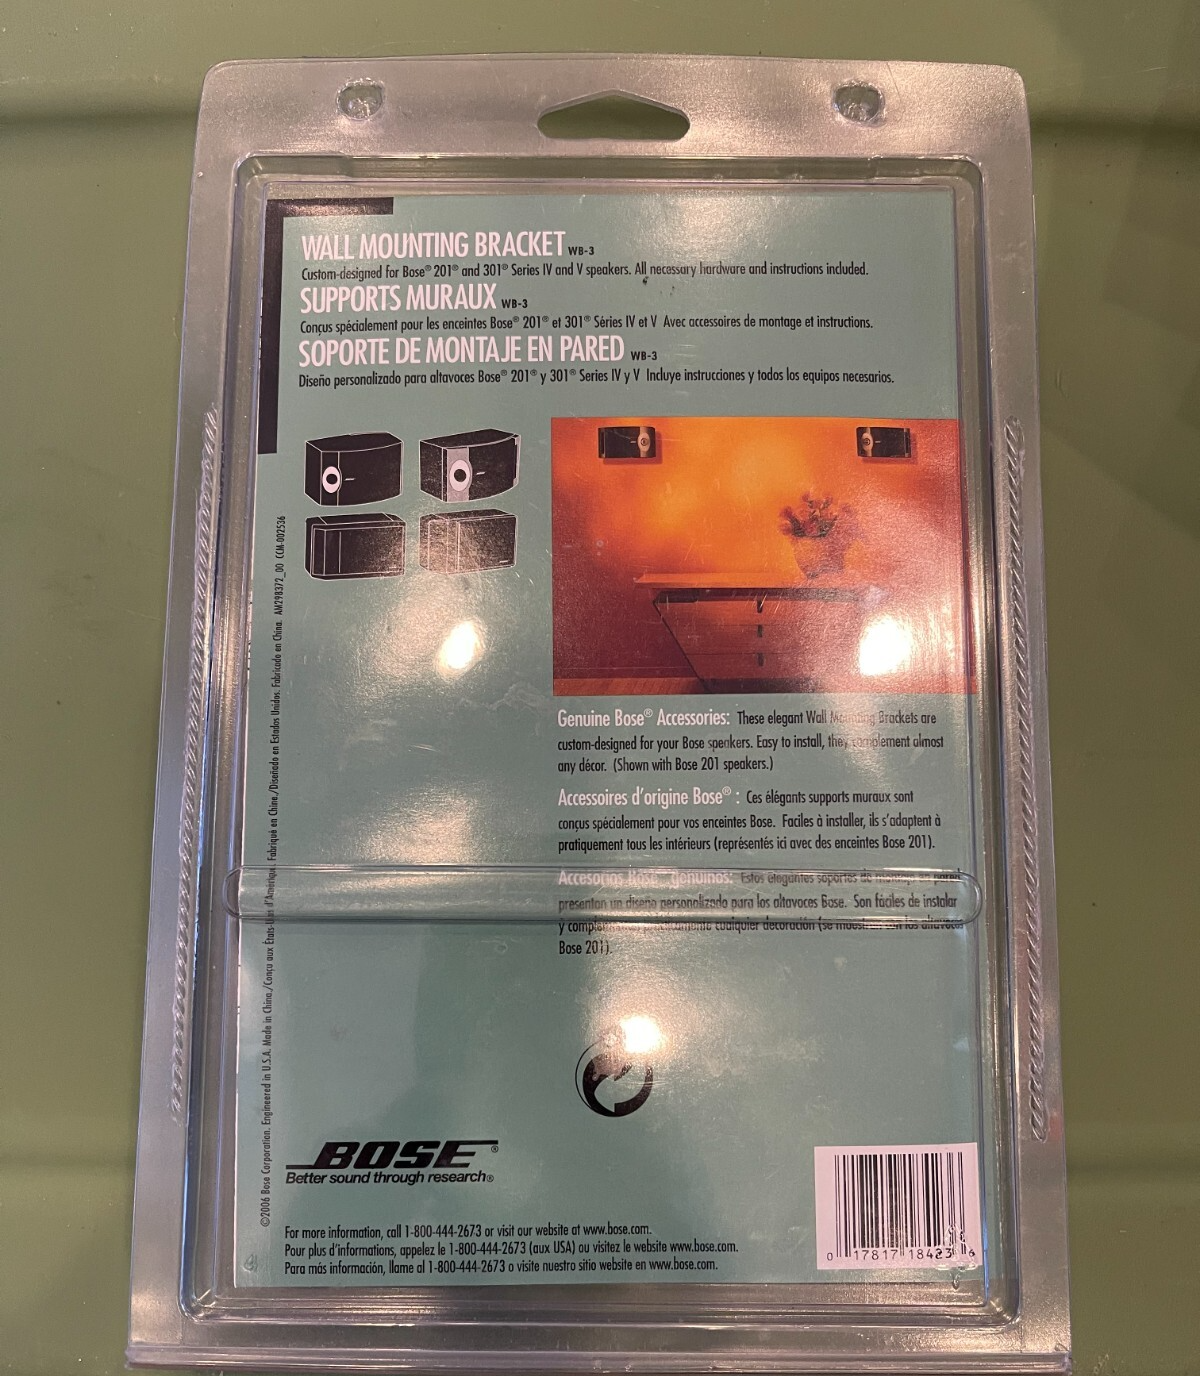 WALL MOUNTING BRACKET WB-3
Custom-designed for Bose® 201® and 301® Series IV and V speakers. All necessary hardware and instructions included.
SUPPORTS MURAUX WB-3
Conçus spécialement pour les enceintes Bose® 201® et 301® Séries IV et V Avec accessoires de montage et instructions.
SOPORTE DE MONTAJE EN PARED WB-3
Diseño personalizado para altavoces Bose® 201® y 301® Series IV y V Incluye instrucciones y todos los equipos necesarios.
©2006 Bose Corporation. Engineered in U.S.A. Made in China./Conçu aux États-Unis d'Amérique. Fabriqué en Chine./Diseñado en Estados Unidos. Fabricado en China. AM298372_00 CCM-002536
Genuine Bose® Accessories: These elegant Wall Mounting Brackets are
custom-designed for your Bose speakers. Easy to install, they complement almost
any décor. (Shown with Bose 201 speakers.)
Accessoires d'origine Bose® : Ces élégants supports muraux sont
conçus spécialement pour vos enceintes Bose. Faciles à installer, ils s'adaptent à
pratiquement tous les intérieurs (représentés ici avec des enceintes Bose 201).
Accesorios Bose genuinos: Estos elegantes soportes de montaje en pared
presentan un diseño personalizado para los altavoces Bose. Son fáciles de instalar
y cualquier decoración (se con los altavoces
Bose 201).
BOSE®
Better sound through research®
For more information, call 1-800-444-2673 or visit our website at www.bose.com.
Pour plus d'informations, appelez le 1-800-444-2673 (aux USA) ou visitez le website www.bose.com.
Para más información, llame al 1-800-444-2673 o visite nuestro sitio website en www.bose.com.
0 17817 18423 6